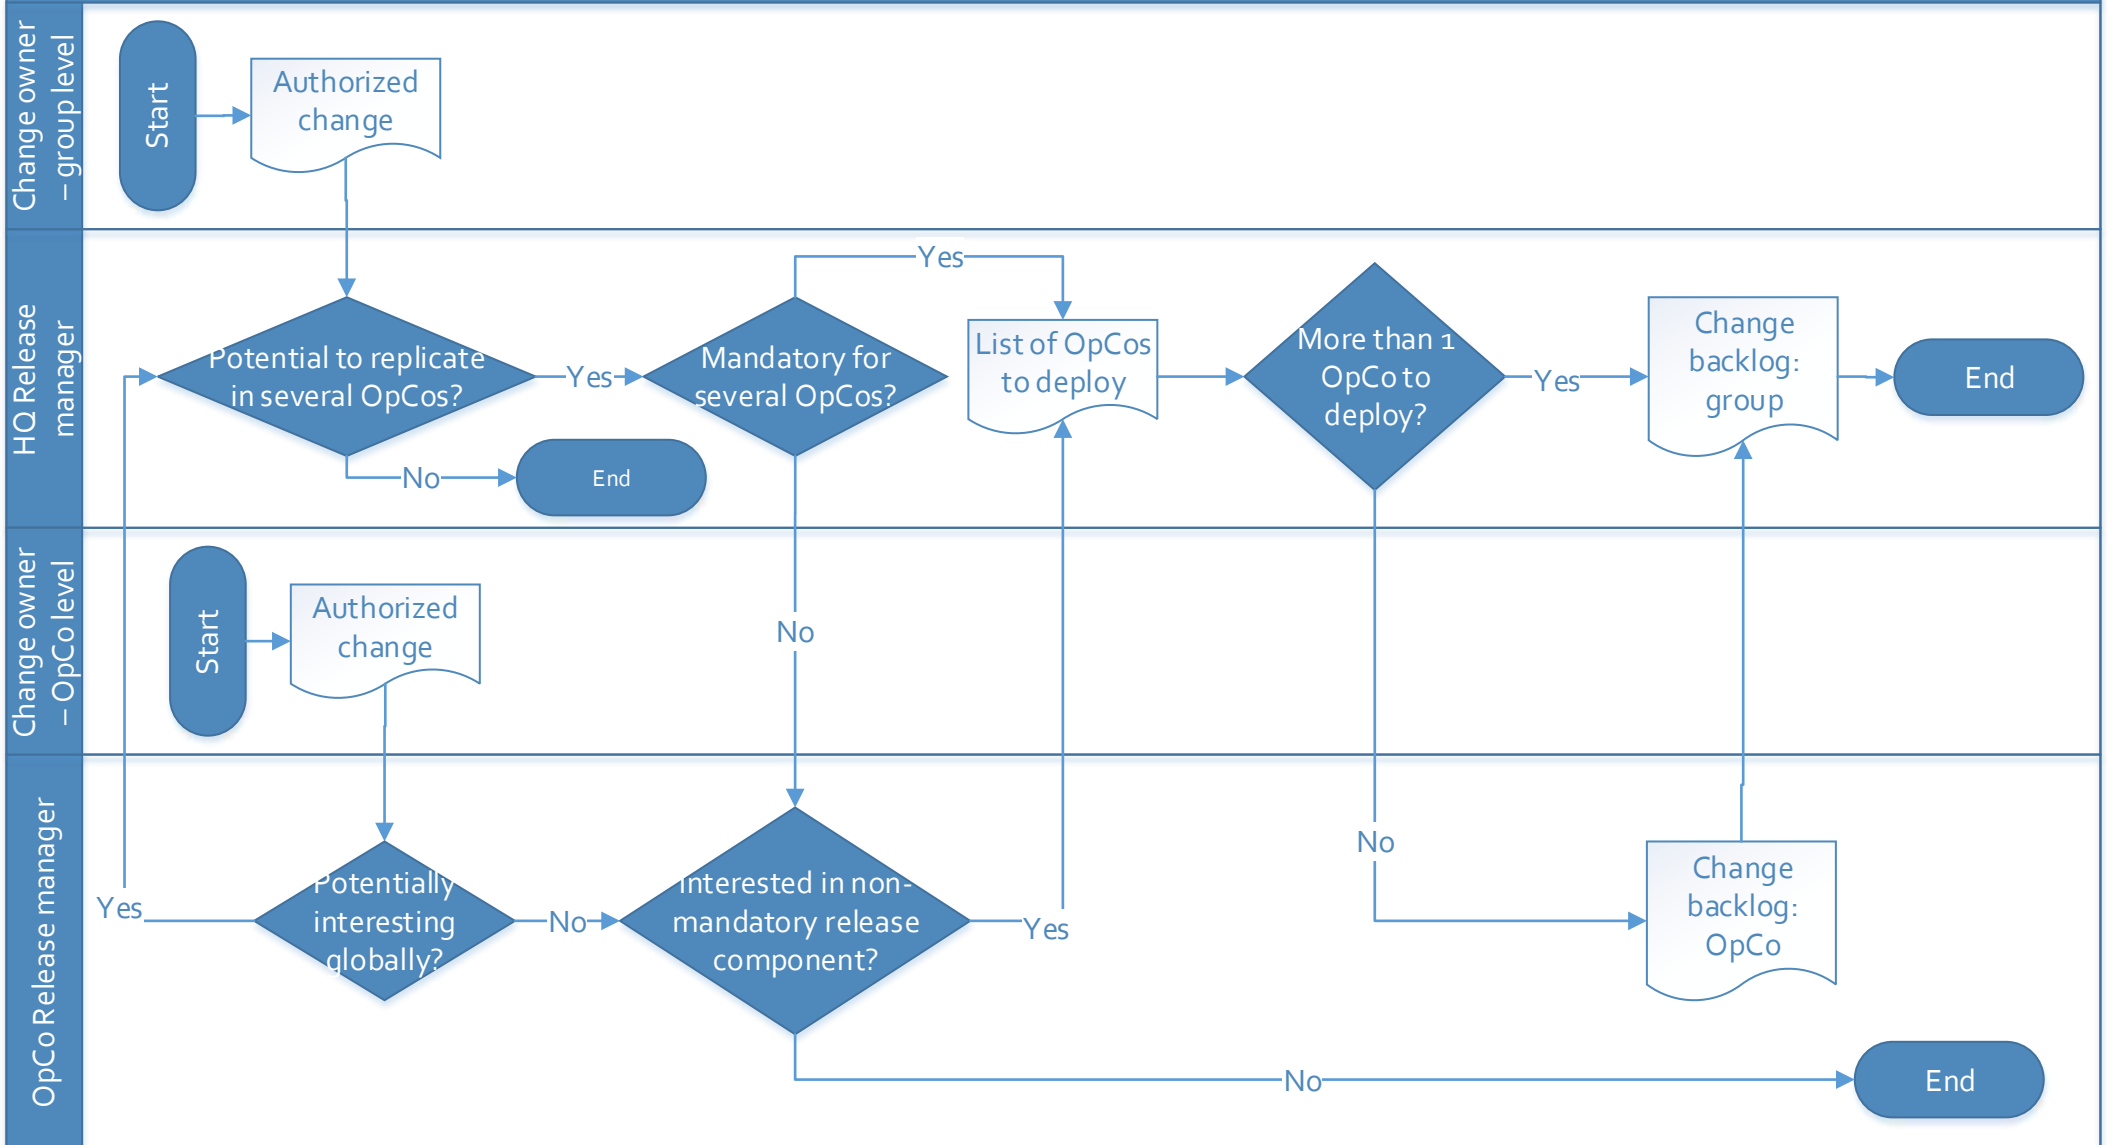 Change owner
– group level
Start
Authorized
change
HQ Release
manager
Potential to replicate
in several OpCos?
Yes
No
End
Mandatory for
several OpCos?
Yes
No
List of OpCos
to deploy
More than 1
OpCo to
deploy?
Yes
No
Change
backlog:
group
End
Change owner
– OpCo level
Start
Authorized
change
OpCo Release manager
Yes
Potentially
interesting
globally?
No
Interested in non-
mandatory release
component?
Yes
No
Change
backlog:
OpCo
End